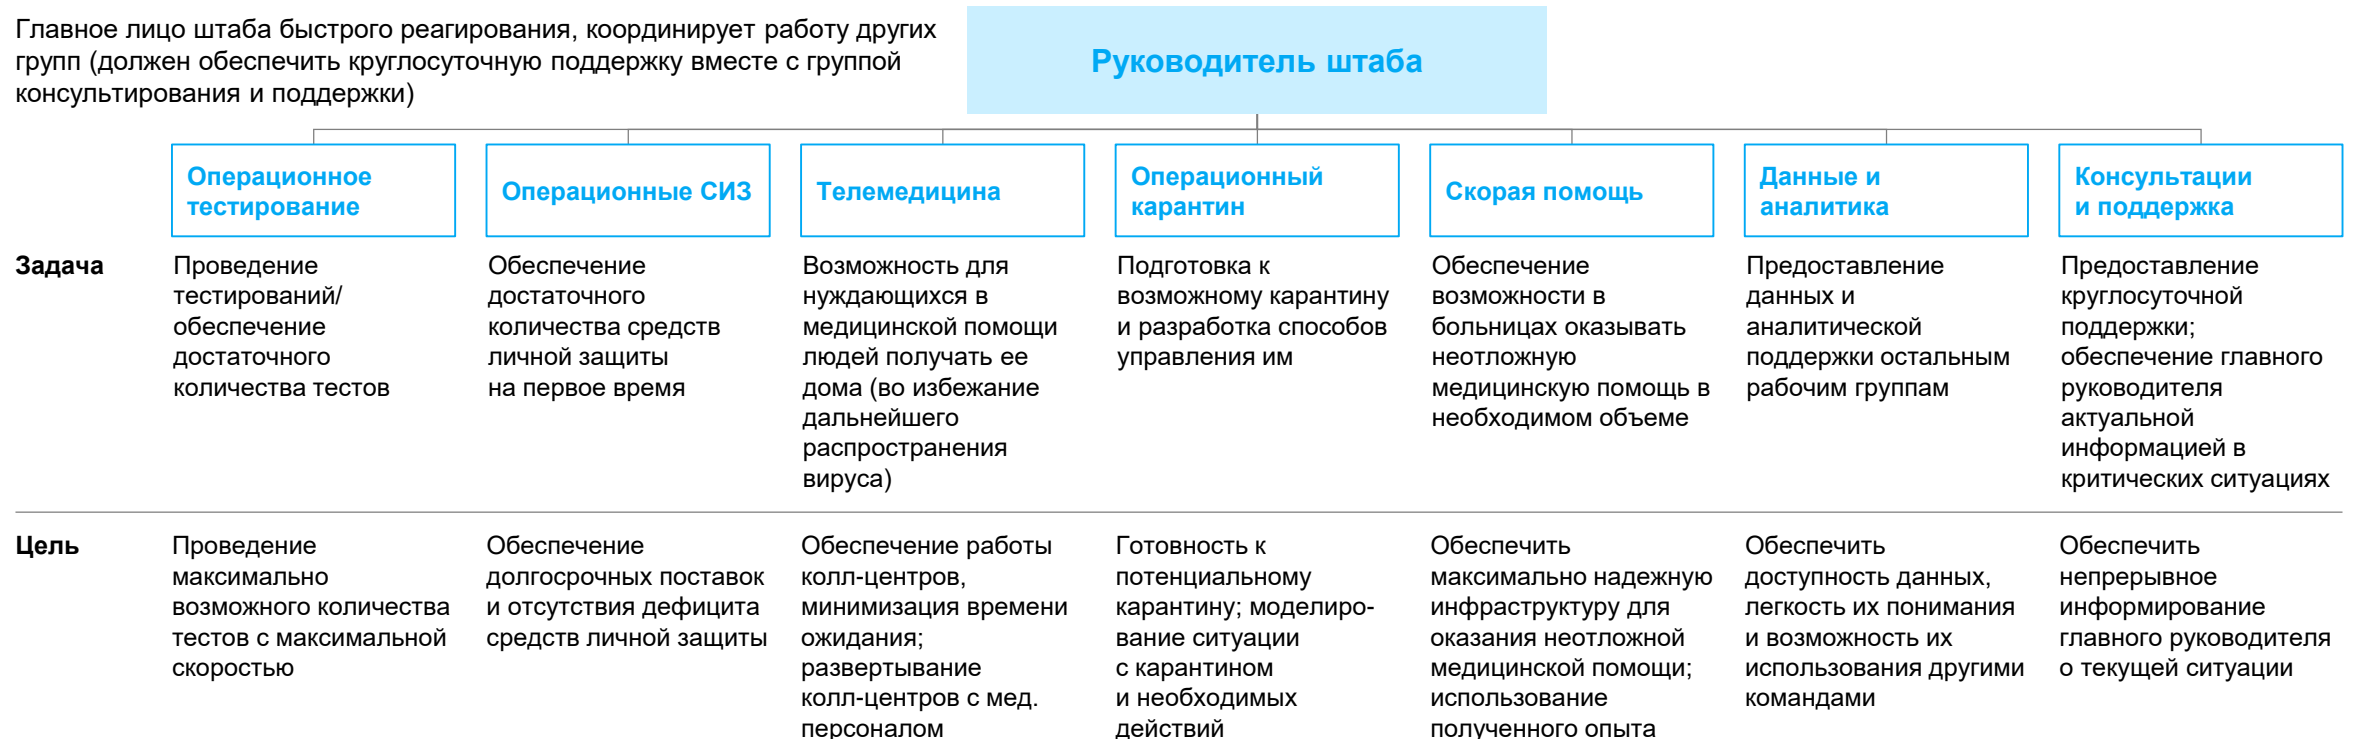 Главное лицо штаба быстрого реагирования, координирует работу других
групп (должен обеспечить круглосуточную поддержку вместе с группой
консультирования и поддержки)
Руководитель штаба
Операционное
тестирование
Операционные СИЗ
Телемедицина
Операционный
карантин
Скорая помощь
Данные и
аналитика
Консультации
и поддержка
Задача
Проведение
тестирований/
обеспечение
достаточного
количества тестов
Обеспечение
достаточного
количества средств
личной защиты
на первое время
Возможность для
нуждающихся в
медицинской помощи
людей получать ее
дома (во избежание
дальнейшего
распространения
вируса)
Подготовка к
возможному карантину
и разработка способов
управления им
Обеспечение
возможности в
больницах оказывать
неотложную
медицинскую помощь в
необходимом объеме
Предоставление
данных и
аналитической
поддержки остальным
рабочим группам
Предоставление
круглосуточной
поддержки;
обеспечение главного
руководителя
актуальной
информацией в
критических ситуациях
Цель
Проведение
максимально
возможного количества
тестов с максимальной
скоростью
Обеспечение
долгосрочных поставок
и отсутствия дефицита
средств личной защиты
Обеспечение работы
колл-центров,
минимизация времени
ожидания;
развертывание
колл-центров с мед.
персоналом
Готовность к
потенциальному
карантину; моделиро-
вание ситуации
с карантином
и необходимых
действий
Обеспечить
максимально надежную
инфраструктуру для
оказания неотложной
медицинской помощи;
использование
полученного опыта
Обеспечить
доступность данных,
легкость их понимания
и возможность их
использования другими
командами
Обеспечить
непрерывное
информирование
главного руководителя
о текущей ситуации